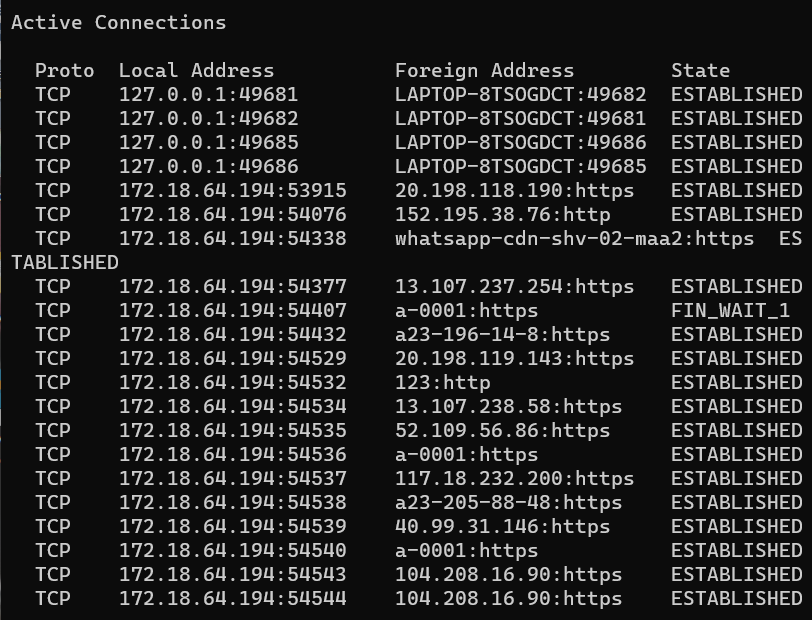 Active Connections
Proto  Local Address          Foreign Address        State
TCP    127.0.0.1:49681        LAPTOP-8TSOGDCT:49682  ESTABLISHED
TCP    127.0.0.1:49682        LAPTOP-8TSOGDCT:49681  ESTABLISHED
TCP    127.0.0.1:49685        LAPTOP-8TSOGDCT:49686  ESTABLISHED
TCP    127.0.0.1:49686        LAPTOP-8TSOGDCT:49685  ESTABLISHED
TCP    172.18.64.194:53915    20.198.118.190:https   ESTABLISHED
TCP    172.18.64.194:54076    152.195.38.76:http     ESTABLISHED
TCP    172.18.64.194:54338    whatsapp-cdn-shv-02-maa2:https  ES
TABLISHED
TCP    172.18.64.194:54377    13.107.237.254:https   ESTABLISHED
TCP    172.18.64.194:54407    a-0001:https           FIN_WAIT_1
TCP    172.18.64.194:54432    a23-196-14-8:https     ESTABLISHED
TCP    172.18.64.194:54529    20.198.119.143:https   ESTABLISHED
TCP    172.18.64.194:54532    123:http               ESTABLISHED
TCP    172.18.64.194:54534    13.107.238.58:https    ESTABLISHED
TCP    172.18.64.194:54535    52.109.56.86:https     ESTABLISHED
TCP    172.18.64.194:54536    a-0001:https           ESTABLISHED
TCP    172.18.64.194:54537    117.18.232.200:https   ESTABLISHED
TCP    172.18.64.194:54538    a23-205-88-48:https    ESTABLISHED
TCP    172.18.64.194:54539    40.99.31.146:https     ESTABLISHED
TCP    172.18.64.194:54540    a-0001:https           ESTABLISHED
TCP    172.18.64.194:54543    104.208.16.90:https    ESTABLISHED
TCP    172.18.64.194:54544    104.208.16.90:https    ESTABLISHED